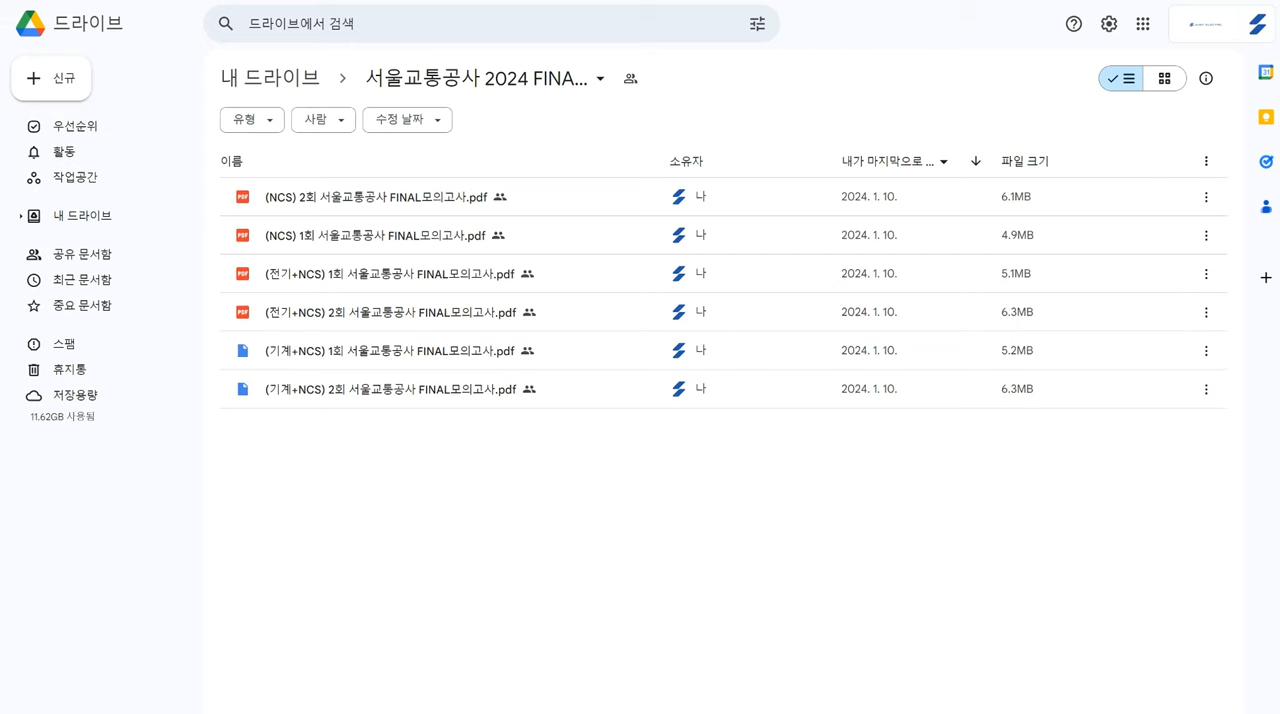 드라이브
드라이브에서 검색
신규
내 드라이브 > 서울교통공사 2024 FINA...
유형 사람 수정 날짜
우선순위
활동
작업공간
내 드라이브
공유 문서함
최근 문서함
중요 문서함
스팸
휴지통
저장용량
11.62GB 사용됨
이름 소유자 내가 마지막으로 ... 파일 크기
PDF (NCS) 2회 서울교통공사 FINAL모의고사.pdf 나 2024. 1. 10. 6.1MB
PDF (NCS) 1회 서울교통공사 FINAL모의고사.pdf 나 2024. 1. 10. 4.9MB
PDF (전기+NCS) 1회 서울교통공사 FINAL모의고사.pdf 나 2024. 1. 10. 5.1MB
PDF (전기+NCS) 2회 서울교통공사 FINAL모의고사.pdf 나 2024. 1. 10. 6.3MB
(기계+NCS) 1회 서울교통공사 FINAL모의고사.pdf 나 2024. 1. 10. 5.2MB
(기계+NCS) 2회 서울교통공사 FINAL모의고사.pdf 나 2024. 1. 10. 6.3MB
31